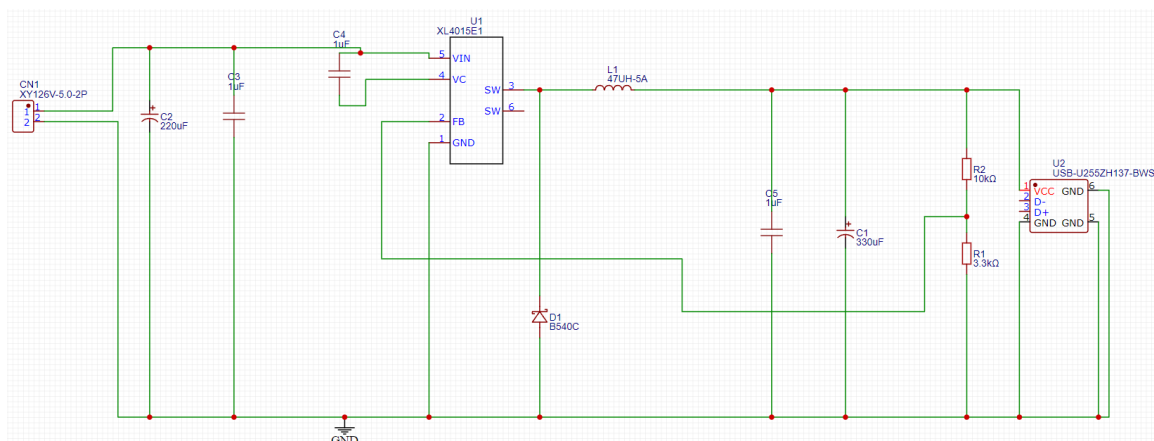 CN1
XY126V-5.0-2P
1
1
2
2
C2
220uF
C3
1uF
C4
1uF
U1
XL4015E1
5
VIN
4
VC
2
FB
1
GND
SW
3
SW
6
L1
47UH-5A
D1
B540C
C5
1uF
C1
330uF
R2
10kΩ
R1
3.3kΩ
U2
USB-U255ZH137-BWS
1
VCC
GND
6
2
D-
3
D+
4
GND
GND
5
GND